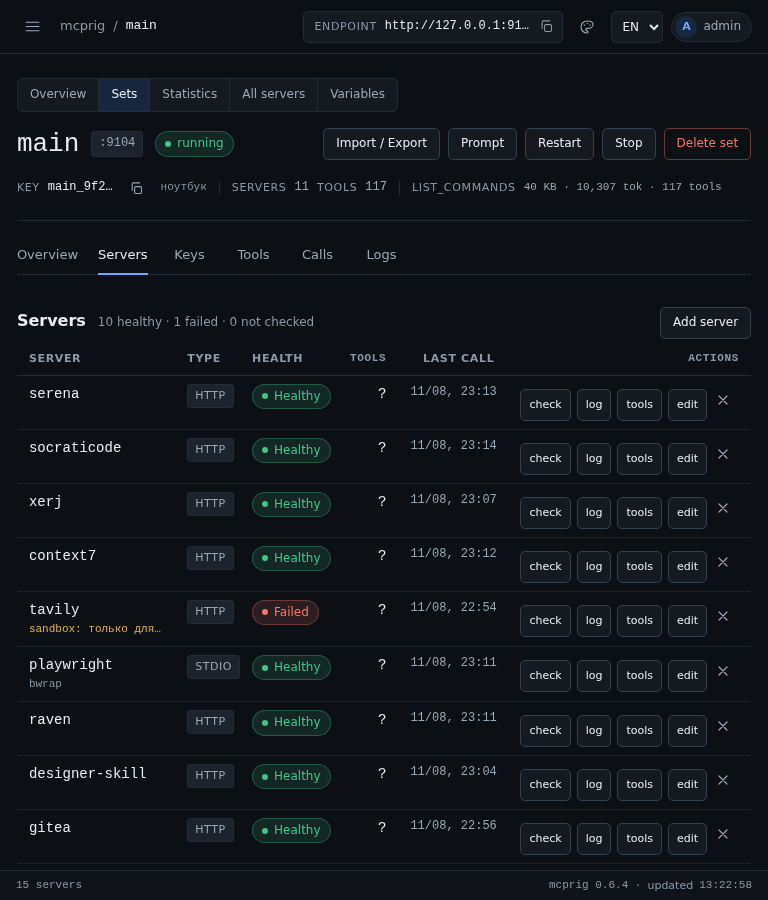 mcprig / main ENDPOINT http://127.0.0.1:91… EN A admin
Overview Sets Statistics All servers Variables
main :9104 running Import / Export Prompt Restart Stop Delete set
KEY main_9f2… ноутбук SERVERS 11 TOOLS 117 LIST_COMMANDS 40 KB · 10,307 tok · 117 tools
Overview Servers Keys Tools Calls Logs
Servers 10 healthy · 1 failed · 0 not checked Add server
SERVER TYPE HEALTH TOOLS LAST CALL ACTIONS
serena HTTP Healthy ? 11/08, 23:13 check log tools edit
socraticode HTTP Healthy ? 11/08, 23:14 check log tools edit
xerj HTTP Healthy ? 11/08, 23:07 check log tools edit
context7 HTTP Healthy ? 11/08, 23:12 check log tools edit
tavily HTTP Failed ? 11/08, 22:54 check log tools edit
sandbox: только для…
playwright STDIO Healthy ? 11/08, 23:11 check log tools edit
bwrap
raven HTTP Healthy ? 11/08, 23:11 check log tools edit
designer-skill HTTP Healthy ? 11/08, 23:04 check log tools edit
gitea HTTP Healthy ? 11/08, 22:56 check log tools edit
15 servers mcprig 0.6.4 · updated 13:22:58